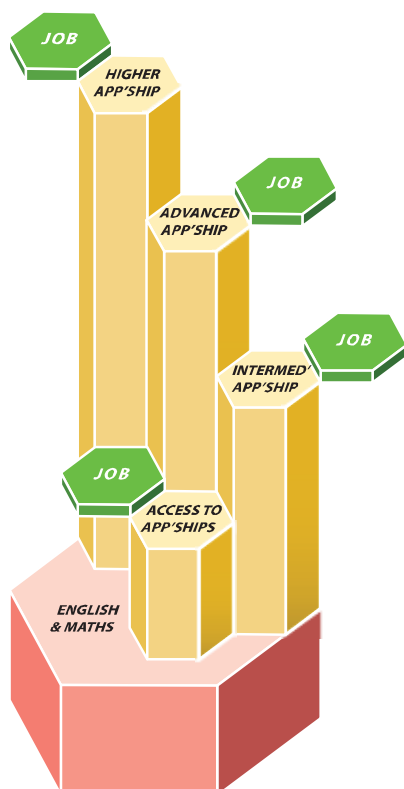 JOB
HIGHER
APP'SHIP
JOB
ADVANCED
APP'SHIP
JOB
INTERMED'
APP'SHIP
JOB
ACCESS TO
APP'SHIPS
ENGLISH
& MATHS